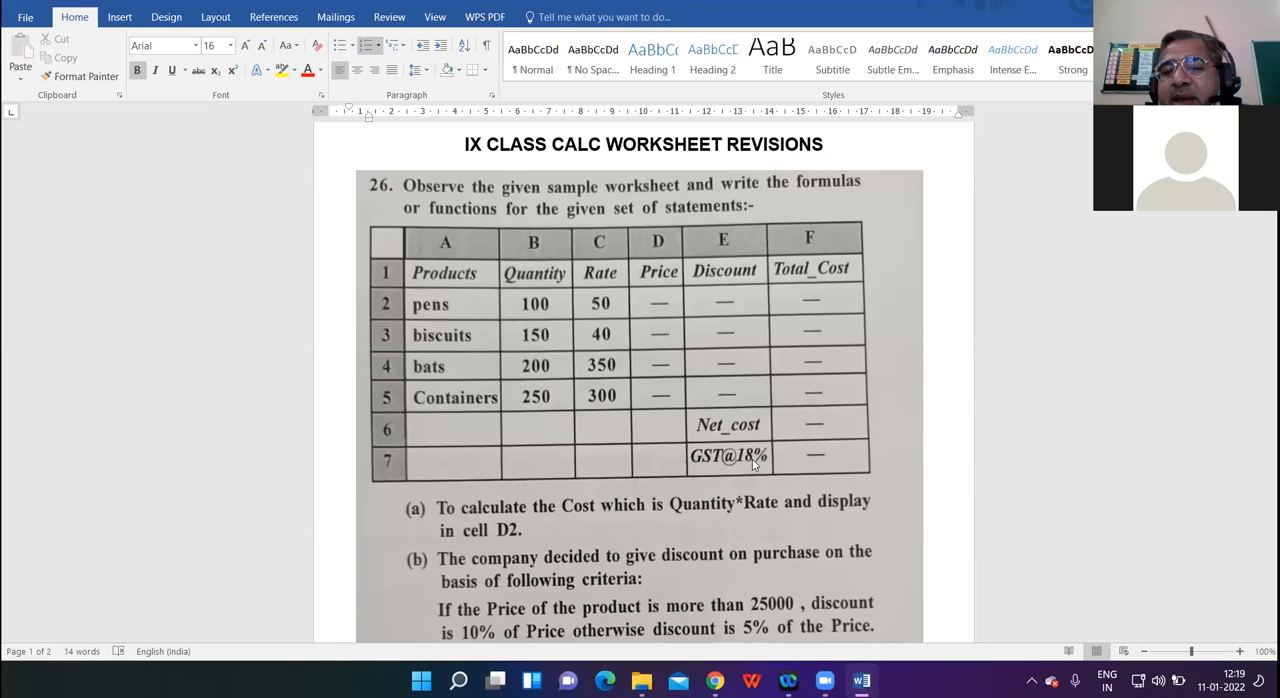 File Home Insert Design Layout References Mailings Review View WPS PDF Tell me what you want to do...
Paste
Cut
Copy
Format Painter
Clipboard
Arial 16
Font
Paragraph
AaBbCcDd AaBbCcDd AaBbCc AaBbCcD AaB AaBbCcD AaBbCcDd AaBbCcDd AaBbCcDd AaBbCc
¶ Normal ¶ No Spac... Heading 1 Heading 2 Title Subtitle Subtle Em... Emphasis Intense E... Strong
Styles
IX CLASS CALC WORKSHEET REVISIONS
26. Observe the given sample worksheet and write the formulas
or functions for the given set of statements:-
A B C D E F
1 Products Quantity Rate Price Discount Total_Cost
2 pens 100 50 — — —
3 biscuits 150 40 — — —
4 bats 200 350 — — —
5 Containers 250 300 — — —
6 Net_cost —
7 GST@18% —
(a) To calculate the Cost which is Quantity*Rate and display
in cell D2.
(b) The company decided to give discount on purchase on the
basis of following criteria:
If the Price of the product is more than 25000 , discount
is 10% of Price otherwise discount is 5% of the Price.
Page 1 of 2 14 words English (India) 100%
ENG
IN
12:19
11-01-2022